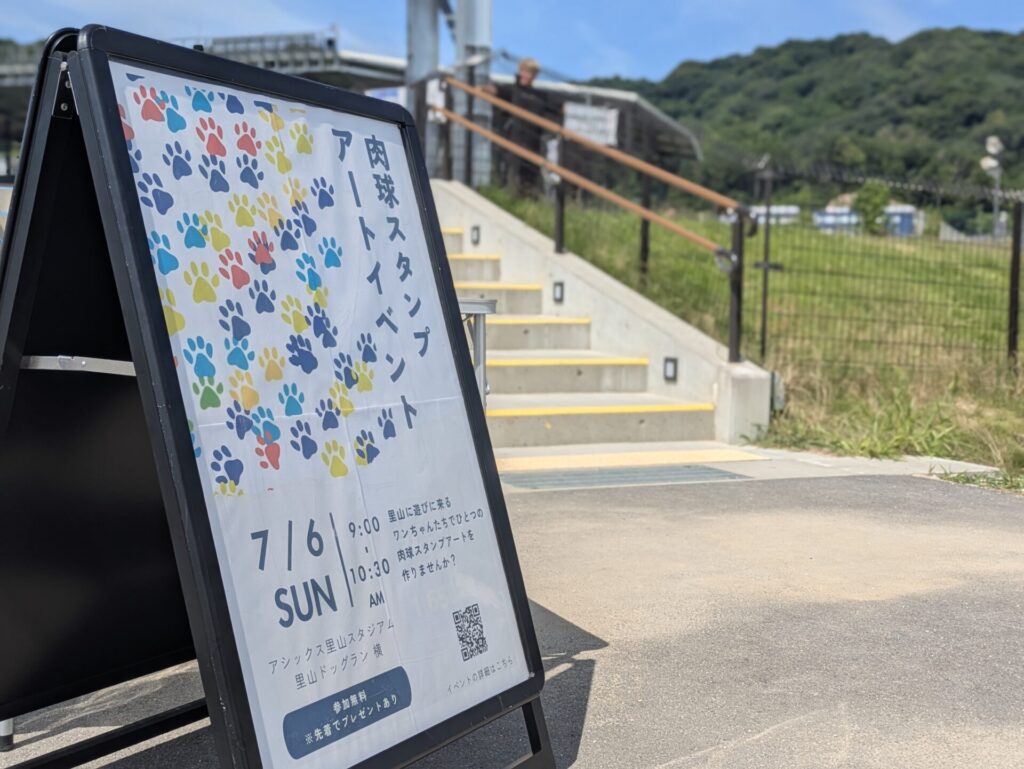 肉球スタンプ
アートイベント
7/6
SUN
9:00
-
10:30
AM
里山に遊びに来る
ワンちゃんたちでひとつの
肉球スタンプアートを
作りませんか？
アシックス里山スタジアム
里山ドッグラン 横
参加無料
※先着でプレゼントあり
イベントの詳細はこちら